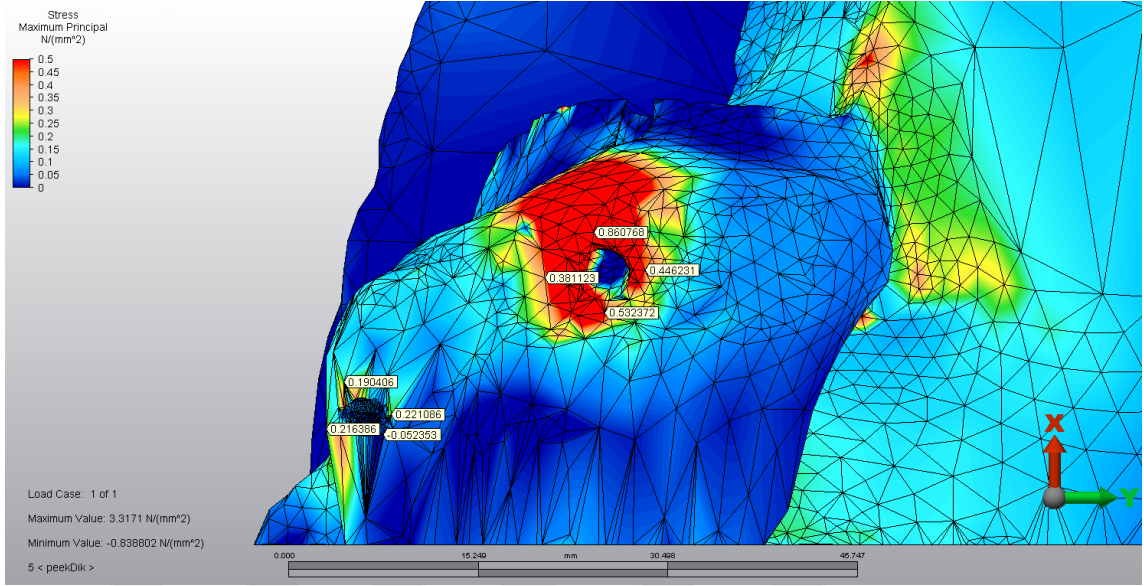 Stress
Maximum Principal
N/(mm^2)
0.5
0.45
0.4
0.35
0.3
0.25
0.2
0.15
0.1
0.05
0
0.860768
0.446231
0.381123
0.532372
0.190406
0.221086
0.216386
-0.052353
X
Y
Load Case: 1 of 1
Maximum Value: 3.3171 N/(mm^2)
Minimum Value: -0.838802 N/(mm^2)
0.000 15.249 mm 30.498 45.747
5 < peekDik >